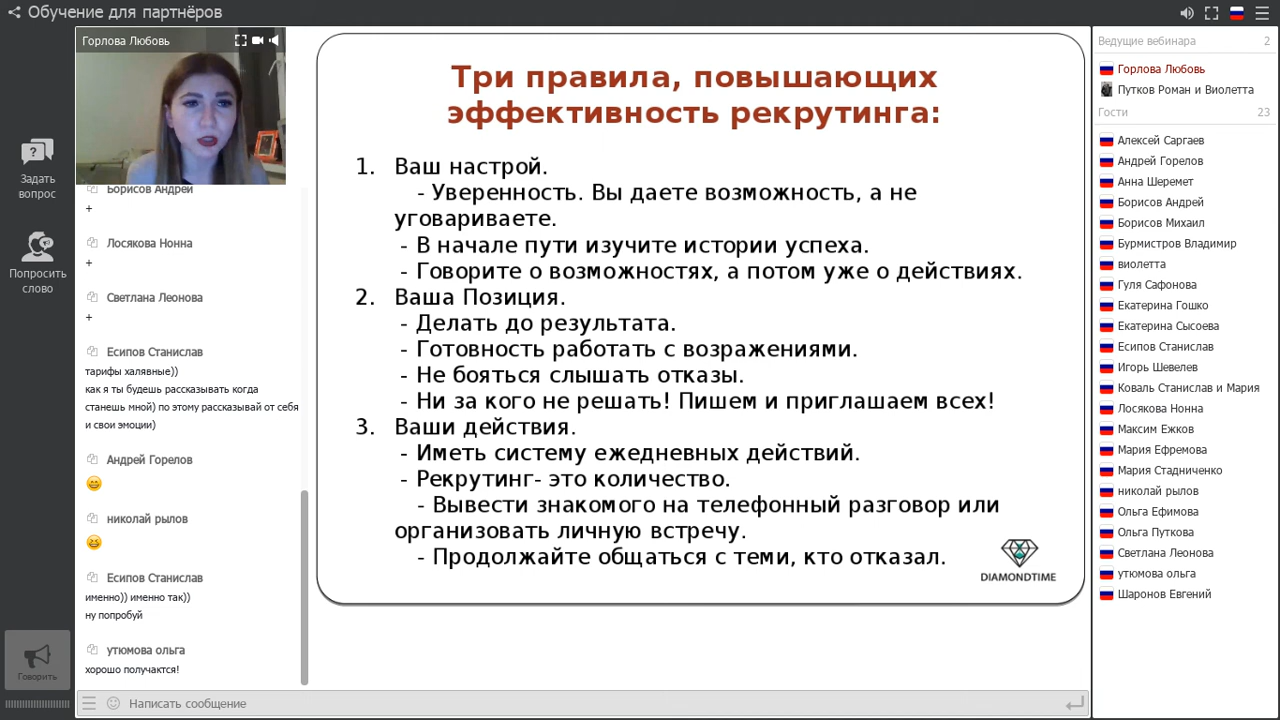 Обучение для партнёров
Горлова Любовь
Задать
вопрос
Попросить
слово
Говорить
Борисов Андрей
+
Лосякова Нонна
+
Светлана Леонова
+
Есипов Станислав
тарифы халявные))
как я ты будешь рассказывать когда
станешь мной) по этому рассказывай от себя
и свои эмоции)
Андрей Горелов
николай рылов
Есипов Станислав
именно)) именно так))
ну попробуй
утюмова ольга
хорошо получактся!
Написать сообщение
Три правила, повышающих
эффективность рекрутинга:
1. Ваш настрой.
- Уверенность. Вы даете возможность, а не
уговариваете.
- В начале пути изучите истории успеха.
- Говорите о возможностях, а потом уже о действиях.
2. Ваша Позиция.
- Делать до результата.
- Готовность работать с возражениями.
- Не бояться слышать отказы.
- Ни за кого не решать! Пишем и приглашаем всех!
3. Ваши действия.
- Иметь систему ежедневных действий.
- Рекрутинг- это количество.
- Вывести знакомого на телефонный разговор или
организовать личную встречу.
- Продолжайте общаться с теми, кто отказал.
DIAMONDTIME
Ведущие вебинара 2
Горлова Любовь
Путков Роман и Виолетта
Гости 23
Алексей Саргаев
Андрей Горелов
Анна Шеремет
Борисов Андрей
Борисов Михаил
Бурмистров Владимир
виолетта
Гуля Сафонова
Екатерина Гошко
Екатерина Сысоева
Есипов Станислав
Игорь Шевелев
Коваль Станислав и Мария
Лосякова Нонна
Максим Ежков
Мария Ефремова
Мария Стадниченко
николай рылов
Ольга Ефимова
Ольга Путкова
Светлана Леонова
утюмова ольга
Шаронов Евгений